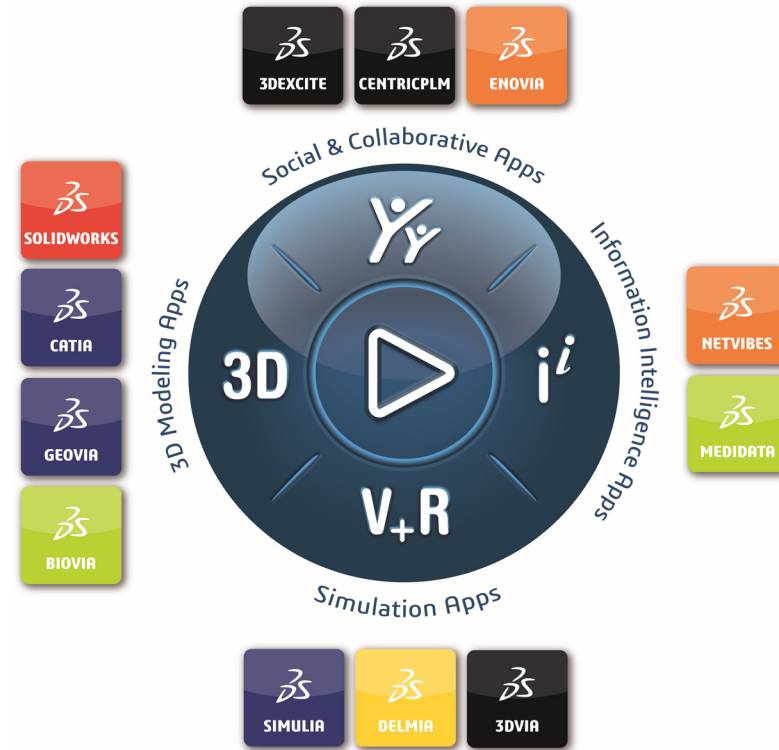 3DEXCITE
CENTRICPLM
ENOVIA
Social & Collaborative Apps
SOLIDWORKS
CATIA
GEOVIA
BIOVIA
3D Modeling Apps
3D
i i
V+R
Information Intelligence Apps
NETVIBES
MEDIDATA
Simulation Apps
SIMULIA
DELMIA
3DVIA